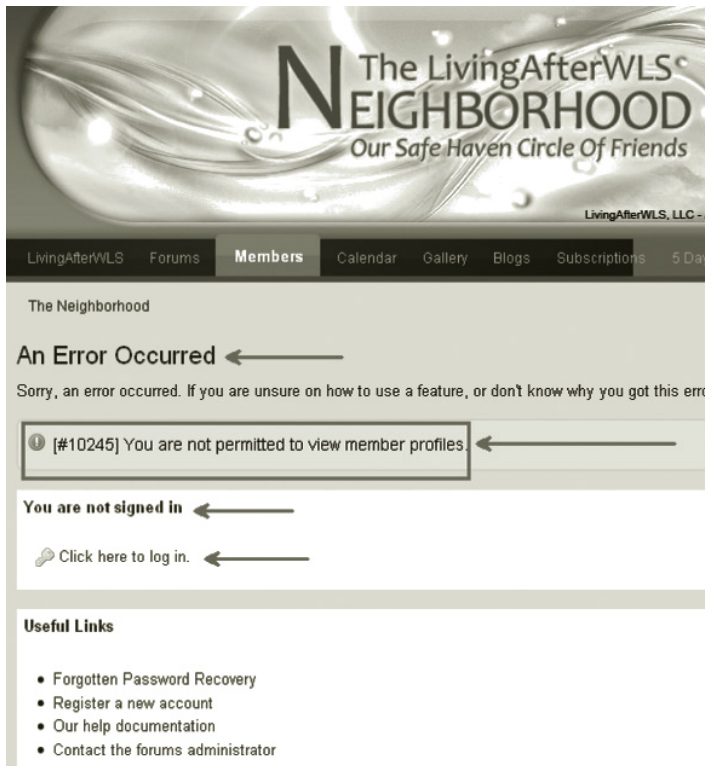 The LivingAfterWLS
NEIGHBORHOOD
Our Safe Haven Circle Of Friends
LivingAfterWLS, LLC -
LivingAfterWLS Forums Members Calendar Gallery Blogs Subscriptions 5 Day
The Neighborhood
An Error Occurred
Sorry, an error occurred. If you are unsure on how to use a feature, or don't know why you got this erro
[#10245] You are not permitted to view member profiles.
You are not signed in
Click here to log in.
Useful Links
• Forgotten Password Recovery
• Register a new account
• Our help documentation
• Contact the forums administrator